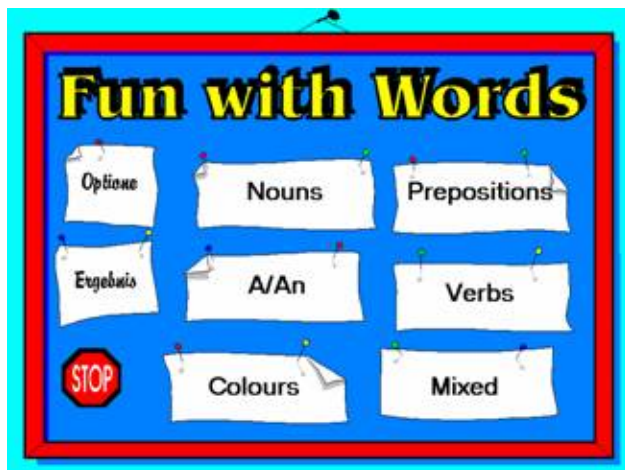 Fun with Words
Optione
Nouns
Prepositions
Ergebnis
A/An
Verbs
STOP
Colours
Mixed